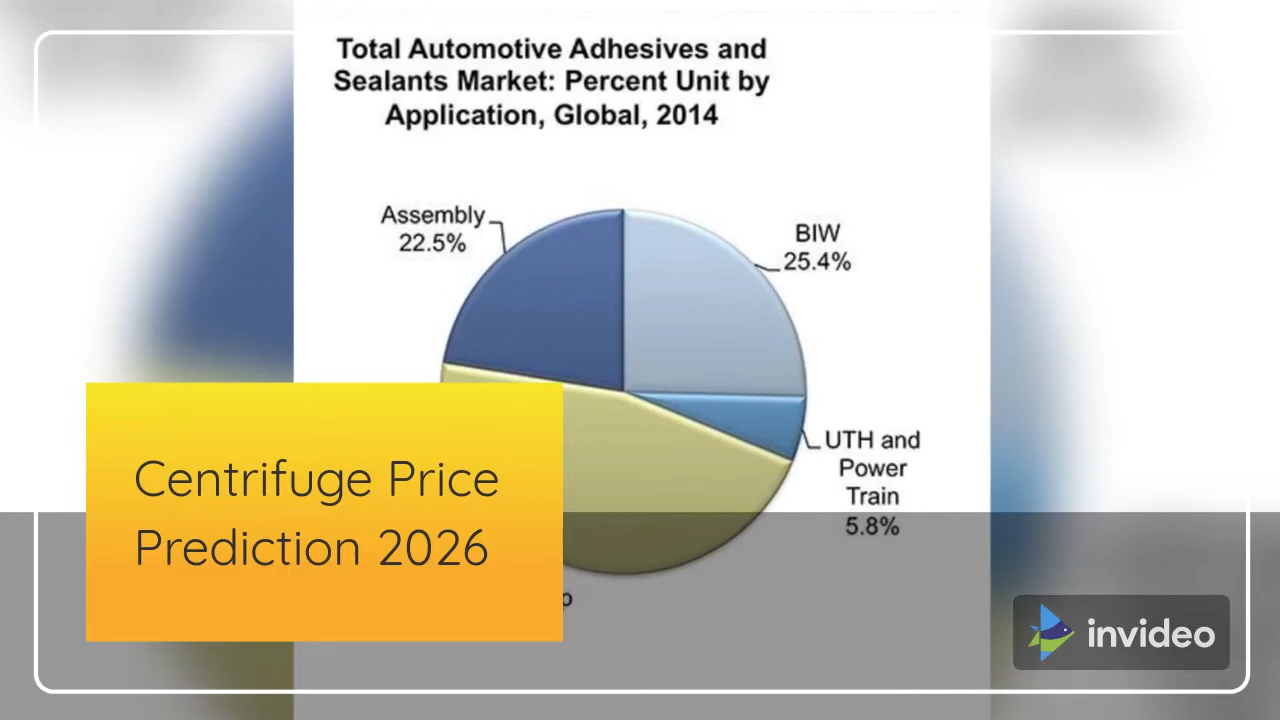 Total Automotive Adhesives and
Sealants Market: Percent Unit by
Application, Global, 2014
Assembly
22.5%
BIW
25.4%
UTH and
Power
Train
5.8%
Centrifuge Price
Prediction 2026
invideo